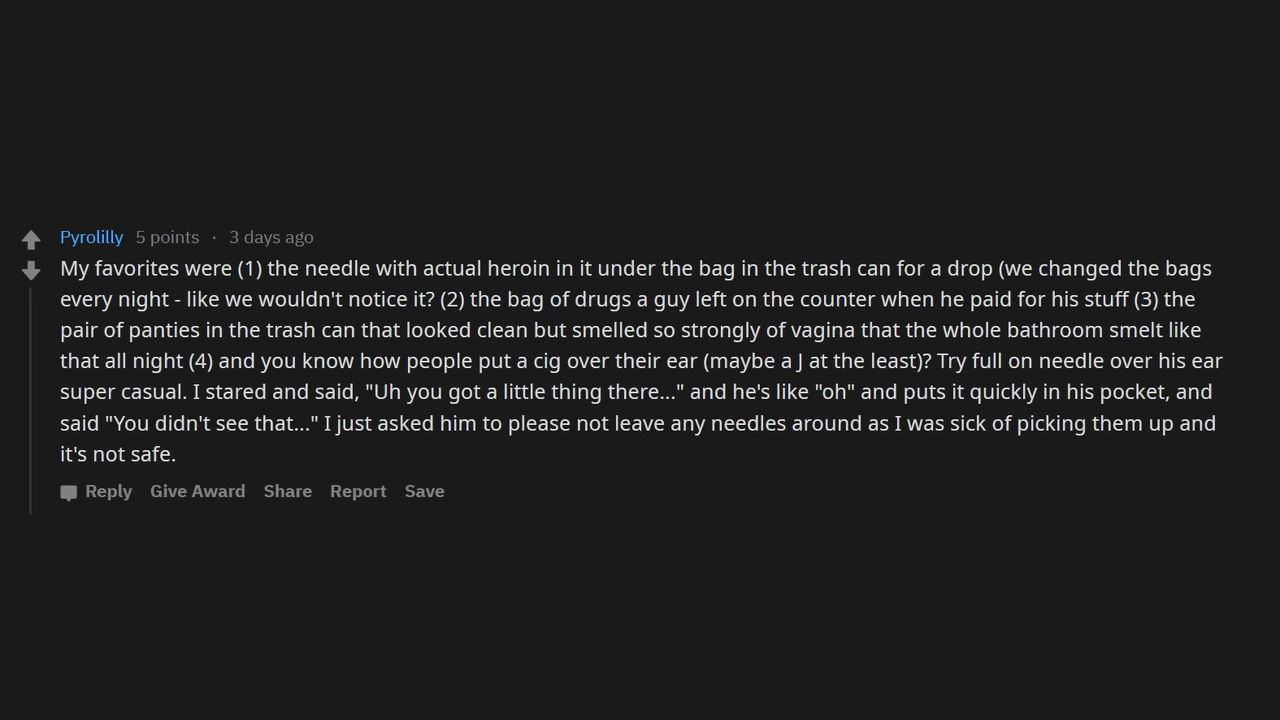 Pyrolilly 5 points · 3 days ago
My favorites were (1) the needle with actual heroin in it under the bag in the trash can for a drop (we changed the bags
every night - like we wouldn't notice it? (2) the bag of drugs a guy left on the counter when he paid for his stuff (3) the
pair of panties in the trash can that looked clean but smelled so strongly of vagina that the whole bathroom smelt like
that all night (4) and you know how people put a cig over their ear (maybe a J at the least)? Try full on needle over his ear
super casual. I stared and said, "Uh you got a little thing there..." and he's like "oh" and puts it quickly in his pocket, and
said "You didn't see that..." I just asked him to please not leave any needles around as I was sick of picking them up and
it's not safe.
Reply Give Award Share Report Save